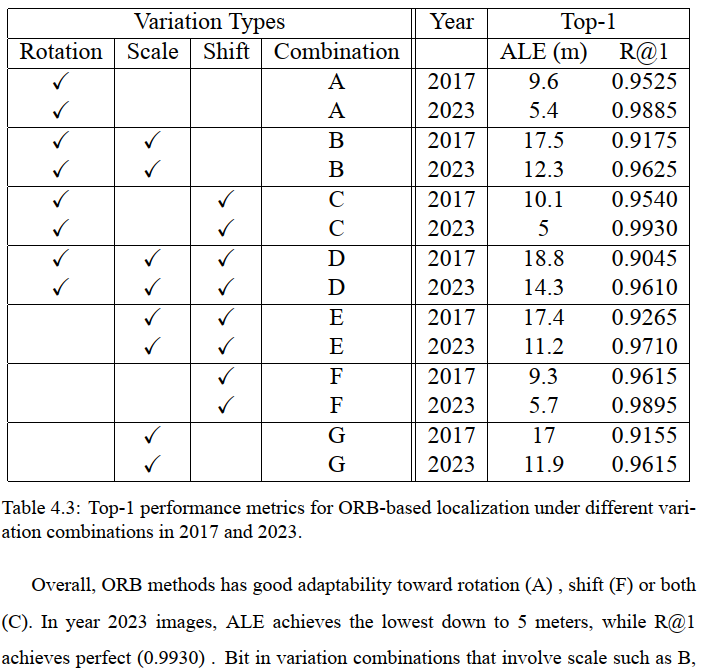 Variation Types Year Top-1
Rotation Scale Shift Combination ALE (m) R@1
✓ A 2017 9.6 0.9525
✓ A 2023 5.4 0.9885
✓ ✓ B 2017 17.5 0.9175
✓ ✓ B 2023 12.3 0.9625
✓ ✓ C 2017 10.1 0.9540
✓ ✓ C 2023 5 0.9930
✓ ✓ ✓ D 2017 18.8 0.9045
✓ ✓ ✓ D 2023 14.3 0.9610
✓ ✓ E 2017 17.4 0.9265
✓ ✓ E 2023 11.2 0.9710
✓ F 2017 9.3 0.9615
✓ F 2023 5.7 0.9895
✓ G 2017 17 0.9155
✓ G 2023 11.9 0.9615
Table 4.3: Top-1 performance metrics for ORB-based localization under different vari-
ation combinations in 2017 and 2023.
Overall, ORB methods has good adaptability toward rotation (A) , shift (F) or both
(C). In year 2023 images, ALE achieves the lowest down to 5 meters, while R@1
achieves perfect (0.9930) . Bit in variation combinations that involve scale such as B,